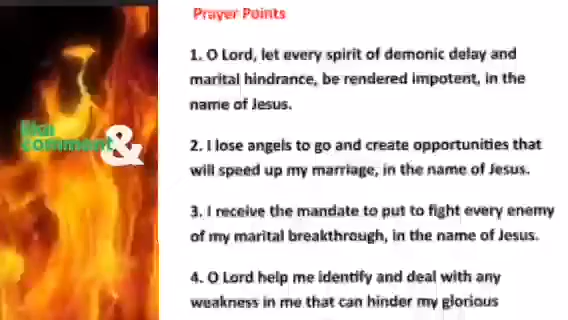 Prayer Points
1. O Lord, let every spirit of demonic delay and
marital hindrance, be rendered impotent, in the
name of Jesus.
2. I lose angels to go and create opportunities that
will speed up my marriage, in the name of Jesus.
3. I receive the mandate to put to fight every enemy
of my marital breakthrough, in the name of Jesus.
4. O Lord help me identify and deal with any
weakness in me that can hinder my glorious
comment &